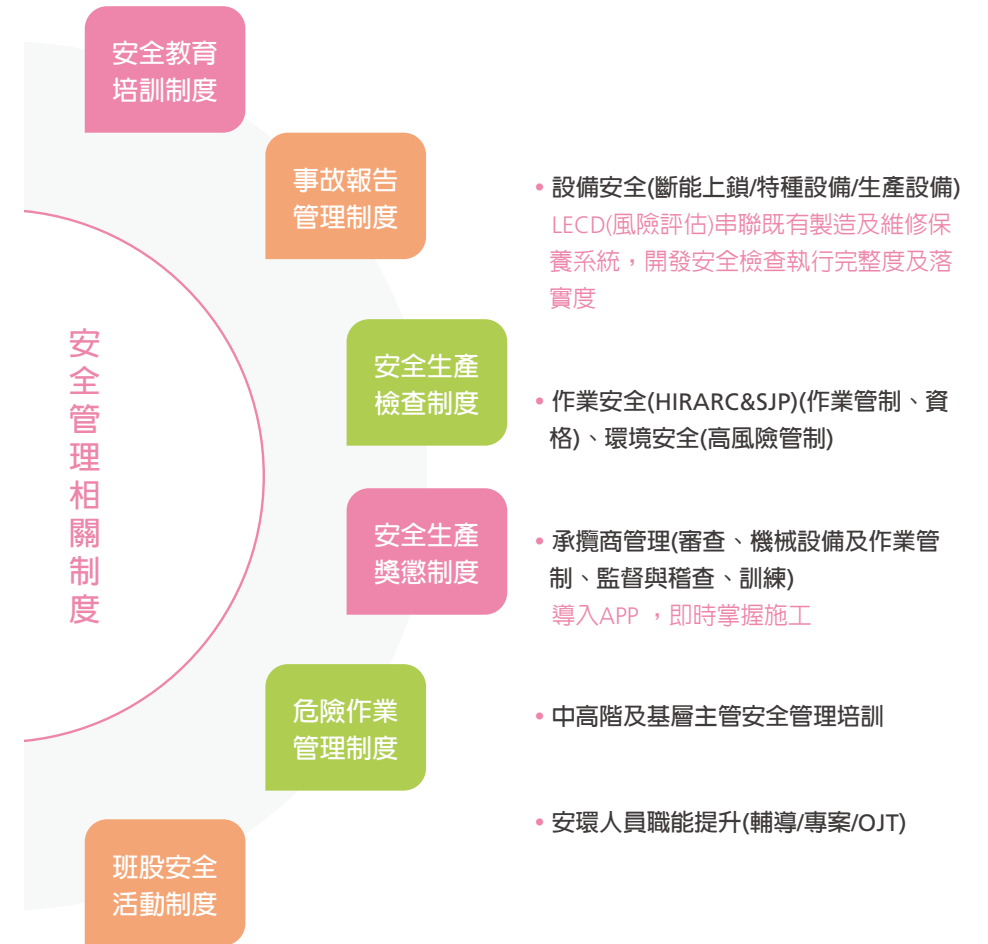 安全管理相關制度
安全教育
培訓制度
事故報告
管理制度
安全生產
檢查制度
安全生產
獎懲制度
危險作業
管理制度
班股安全
活動制度
• 設備安全(斷能上鎖/特種設備/生產設備)
LECD(風險評估)串聯既有製造及維修保
養系統，開發安全檢查執行完整度及落
實度
• 作業安全(HIRARC&SJP)(作業管制、資
格)、環境安全(高風險管制)
• 承攬商管理(審查、機械設備及作業管
制、監督與稽查、訓練)
導入APP ，即時掌握施工
• 中高階及基層主管安全管理培訓
• 安環人員職能提升(輔導/專案/OJT)